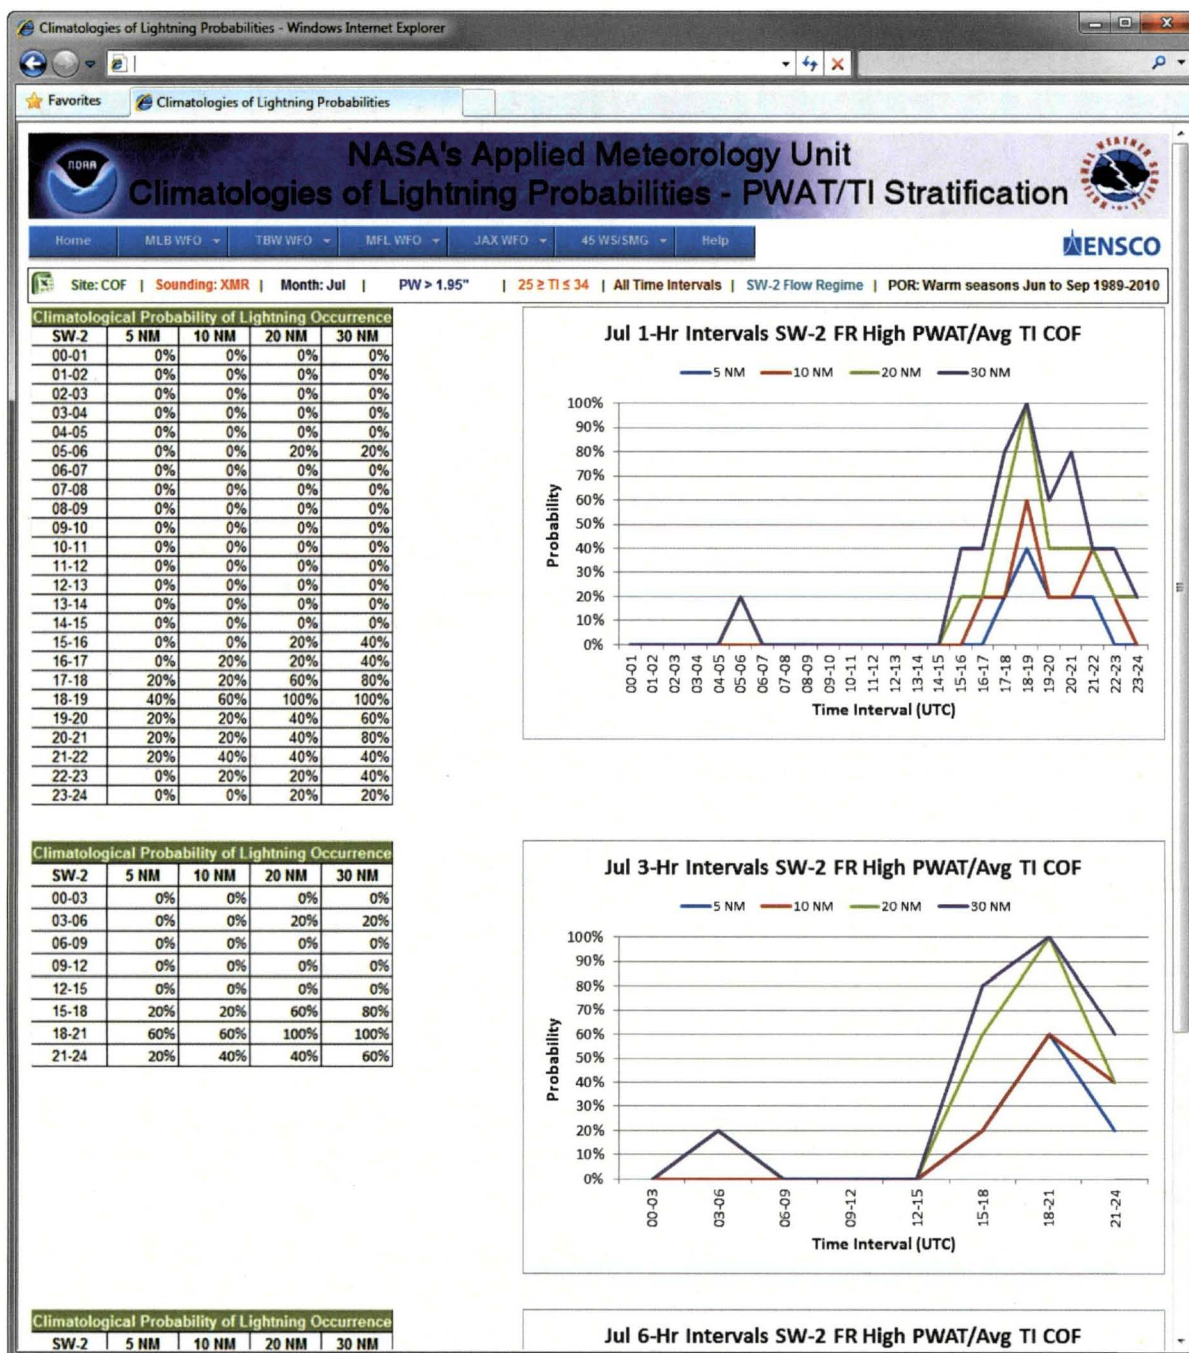 Climatologies of Lightning Probabilities - Windows Internet Explorer
Favorites
Climatologies of Lightning Probabilities
NOAA
NASA's Applied Meteorology Unit
Climatologies of Lightning Probabilities - PWAT/TI Stratification
NATIONAL WEATHER SERVICE
Home MLB WFO TBW WFO MFL WFO JAX WFO 45 WS/SMG Help
ENSCO
Site: COF | Sounding: XMR | Month: Jul | PW > 1.95" | 25 ≥ TI ≤ 34 | All Time Intervals | SW-2 Flow Regime | POR: Warm seasons Jun to Sep 1989-2010
Climatological Probability of Lightning Occurrence
SW-2 5 NM 10 NM 20 NM 30 NM
00-01 0% 0% 0% 0%
01-02 0% 0% 0% 0%
02-03 0% 0% 0% 0%
03-04 0% 0% 0% 0%
04-05 0% 0% 0% 0%
05-06 0% 0% 20% 20%
06-07 0% 0% 0% 0%
07-08 0% 0% 0% 0%
08-09 0% 0% 0% 0%
09-10 0% 0% 0% 0%
10-11 0% 0% 0% 0%
11-12 0% 0% 0% 0%
12-13 0% 0% 0% 0%
13-14 0% 0% 0% 0%
14-15 0% 0% 0% 0%
15-16 0% 0% 20% 40%
16-17 0% 20% 20% 40%
17-18 20% 20% 60% 80%
18-19 40% 60% 100% 100%
19-20 20% 20% 40% 60%
20-21 20% 20% 40% 80%
21-22 20% 40% 40% 40%
22-23 0% 20% 20% 40%
23-24 0% 0% 20% 20%
Jul 1-Hr Intervals SW-2 FR High PWAT/Avg TI COF
5 NM 10 NM 20 NM 30 NM
100%
90%
80%
70%
60%
50%
40%
30%
20%
10%
0%
Probability
00-01 01-02 02-03 03-04 04-05 05-06 06-07 07-08 08-09 09-10 10-11 11-12 12-13 13-14 14-15 15-16 16-17 17-18 18-19 19-20 20-21 21-22 22-23 23-24
Time Interval (UTC)
Climatological Probability of Lightning Occurrence
SW-2 5 NM 10 NM 20 NM 30 NM
00-03 0% 0% 0% 0%
03-06 0% 0% 20% 20%
06-09 0% 0% 0% 0%
09-12 0% 0% 0% 0%
12-15 0% 0% 0% 0%
15-18 20% 20% 60% 80%
18-21 60% 60% 100% 100%
21-24 20% 40% 40% 60%
Jul 3-Hr Intervals SW-2 FR High PWAT/Avg TI COF
5 NM 10 NM 20 NM 30 NM
100%
90%
80%
70%
60%
50%
40%
30%
20%
10%
0%
Probability
00-03 03-06 06-09 09-12 12-15 15-18 18-21 21-24
Time Interval (UTC)
Climatological Probability of Lightning Occurrence
SW-2 5 NM 10 NM 20 NM 30 NM
Jul 6-Hr Intervals SW-2 FR High PWAT/Avg TI COF